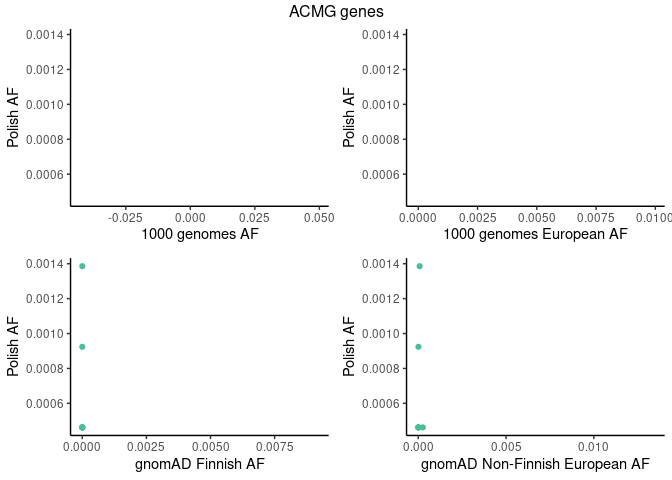 ACMG genes
0.0014
0.0012
0.0010
0.0008
0.0006
Polish AF
-0.025 0.000 0.025 0.050
1000 genomes AF
0.0014
0.0012
0.0010
0.0008
0.0006
Polish AF
0.0000 0.0025 0.0050 0.0075 0.0100
1000 genomes European AF
0.0014
0.0012
0.0010
0.0008
0.0006
Polish AF
0.0000 0.0025 0.0050 0.0075
gnomAD Finnish AF
0.0014
0.0012
0.0010
0.0008
0.0006
Polish AF
0.000 0.005 0.010
gnomAD Non-Finnish European AF